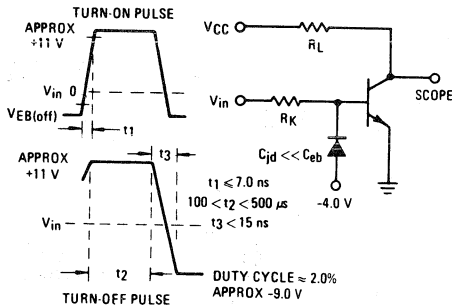 TURN-ON PULSE
APPROX
+11 V
Vin 0
VEB(off)
t1
VCC
RL
SCOPE
Vin
RK
Cjd << Ceb
-4.0 V
t3
APPROX
+11 V
t1 ⩽ 7.0 ns
100 < t2 < 500 μs
t3 < 15 ns
Vin
t2
DUTY CYCLE ≈ 2.0%
APPROX -9.0 V
TURN-OFF PULSE